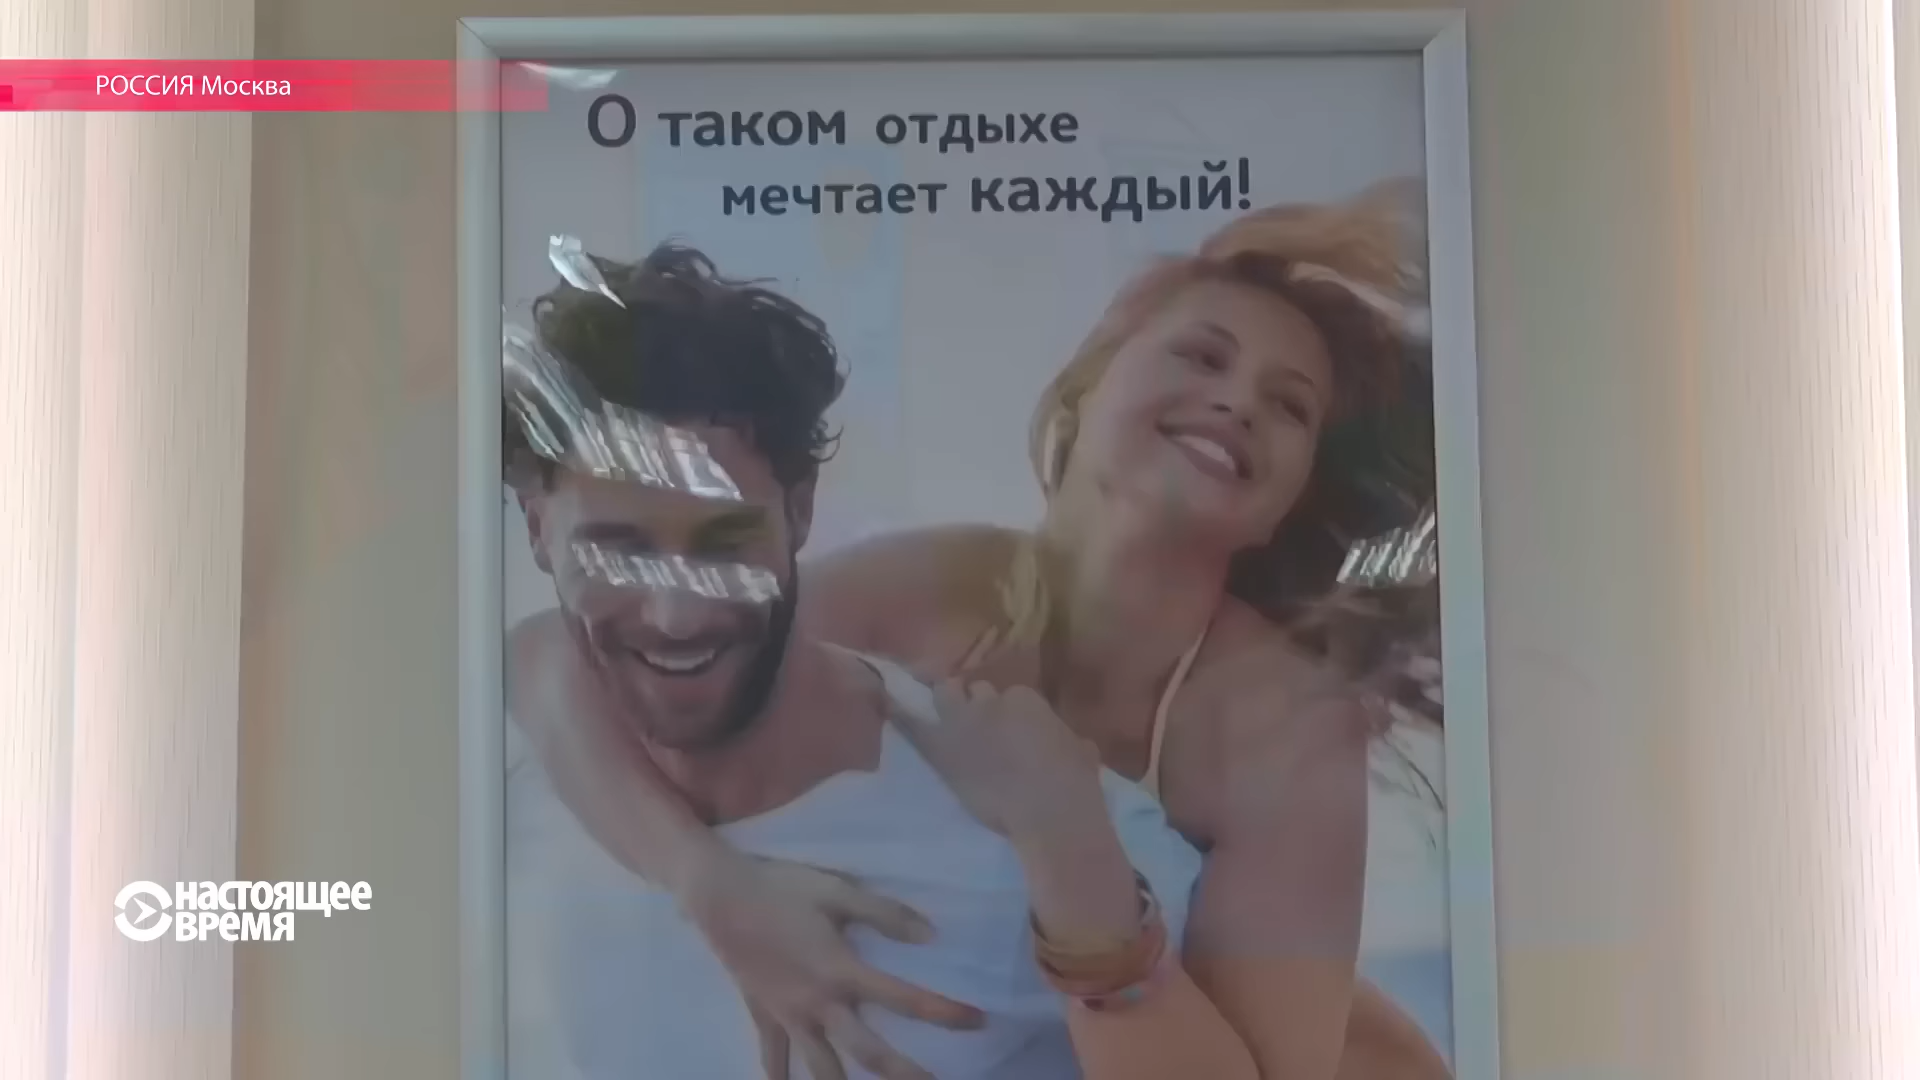 РОССИЯ Москва
О таком отдыхе
мечтает каждый!
НАСТОЯЩЕЕ
ВРЕМЯ